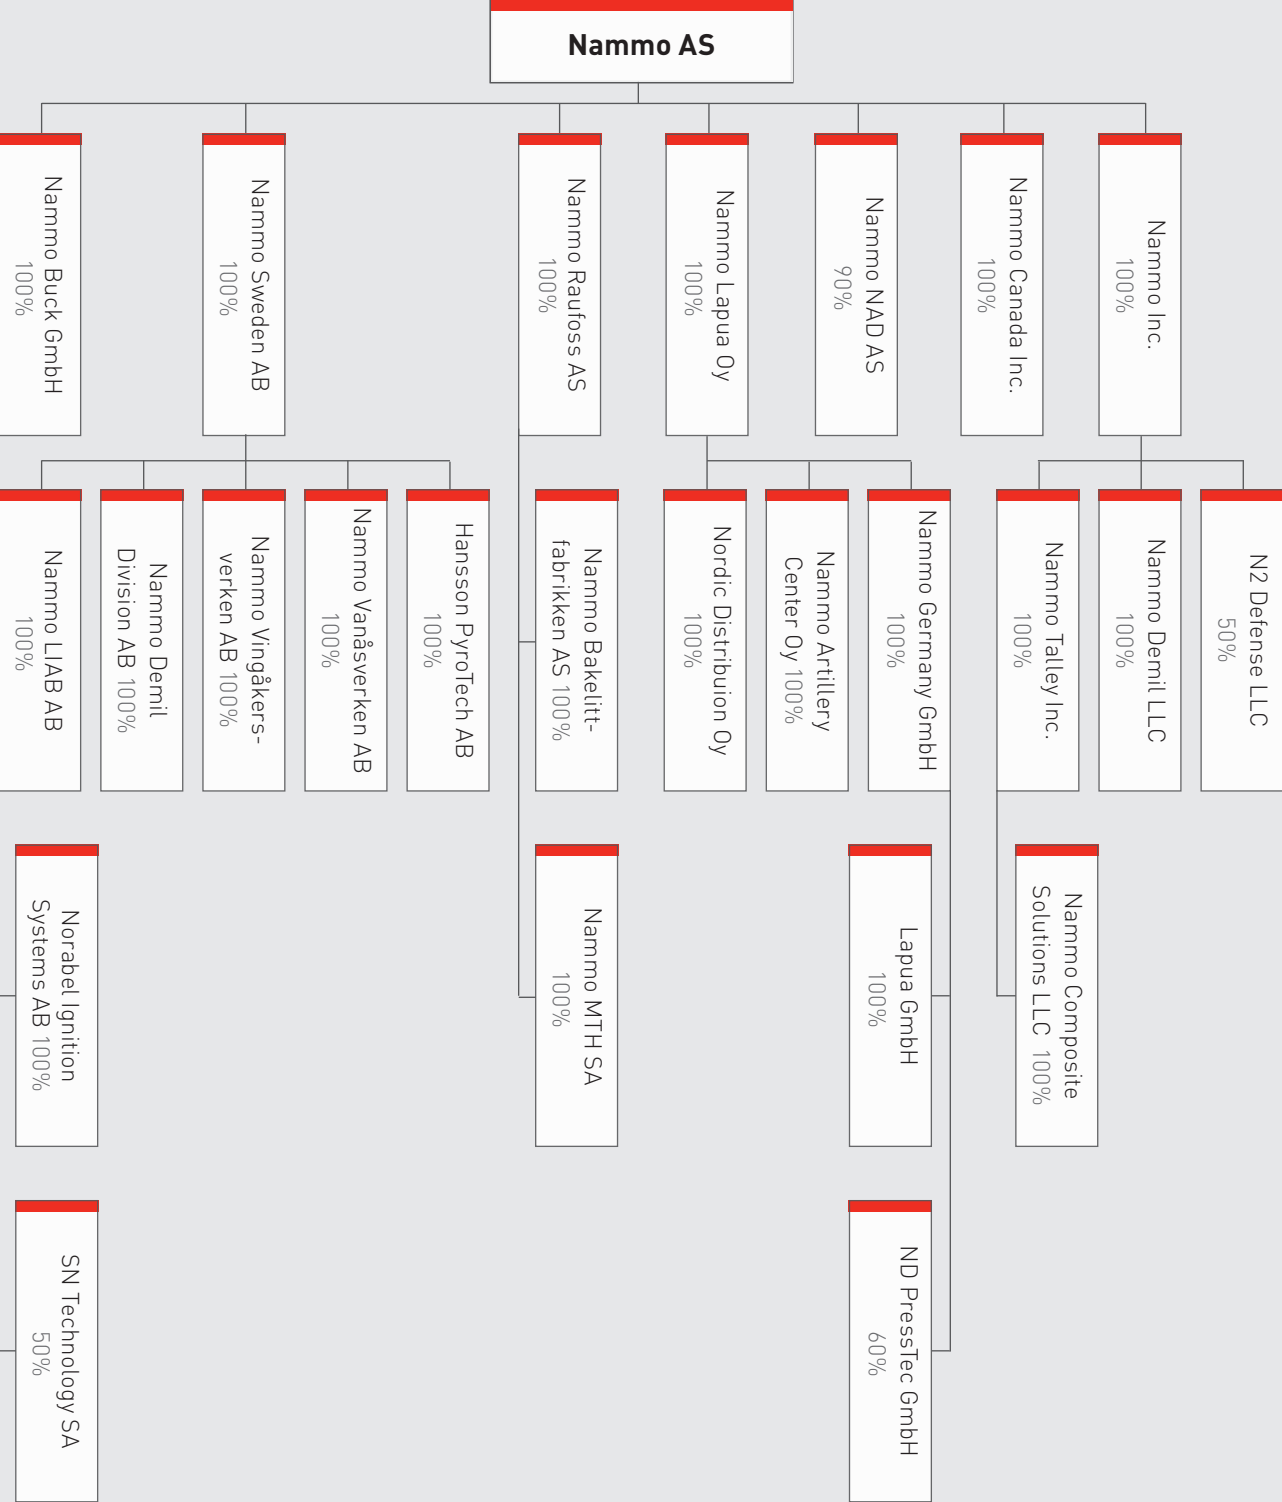 Nammo AS
Nammo Buck GmbH
100%
Nammo Sweden AB
100%
Nammo Raufoss AS
100%
Nammo Lapua Oy
100%
Nammo NAD AS
90%
Nammo Canada Inc.
100%
Nammo Inc.
100%
Nammo LIAB AB
100%
Nammo Demil
Division AB 100%
Nammo Vingåkers-
verken AB 100%
Nammo Vanåsverken AB
100%
Hansson PyroTech AB
100%
Nammo Bakelitt-
fabrikken AS 100%
Nordic Distribuion Oy
100%
Nammo Artillery
Center Oy 100%
Nammo Germany GmbH
100%
Nammo Talley Inc.
100%
Nammo Demil LLC
100%
N2 Defense LLC
50%
Norabel Ignition
Systems AB 100%
Nammo MTH SA
100%
Lapua GmbH
100%
Nammo Composite
Solutions LLC 100%
SN Technology SA
50%
ND PressTec GmbH
60%